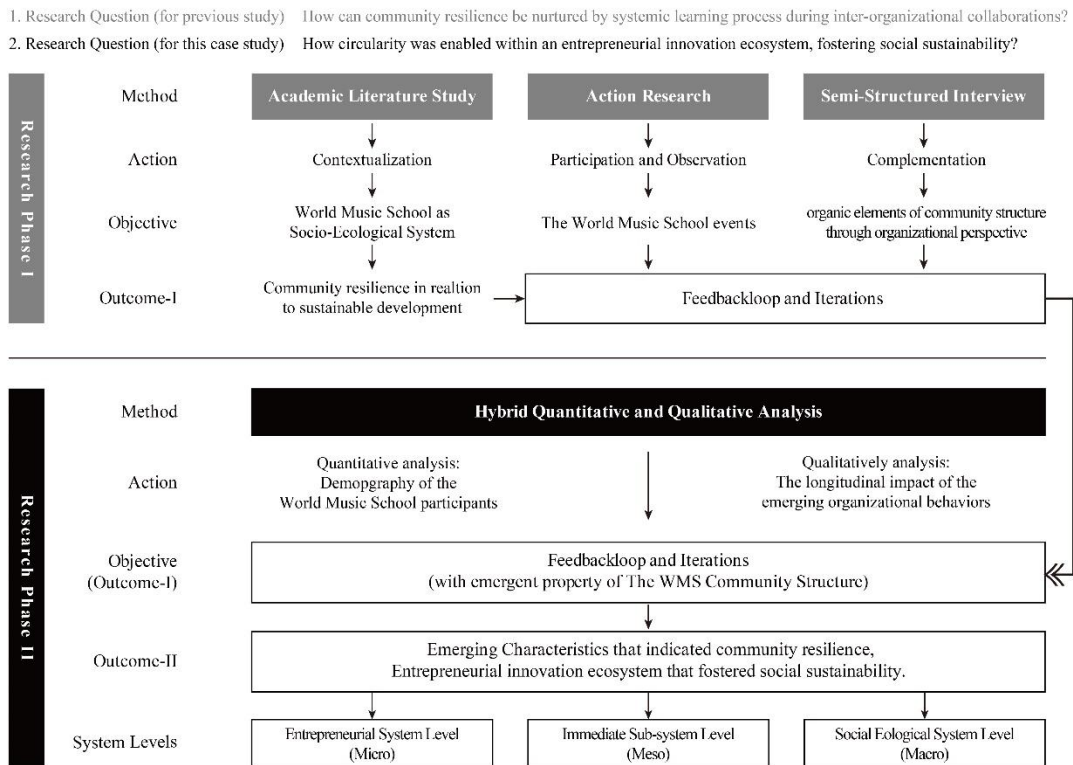 1. Research Question (for previous study) How can community resilience be nurtured by systemic learning process during inter-organizational collaborations?
2. Research Question (for this case study) How circularity was enabled within an entrepreneurial innovation ecosystem, fostering social sustainability?
Research Phase I
Method
Academic Literature Study
Action Research
Semi-Structured Interview
Action
Contextualization
Participation and Observation
Complementation
Objective
World Music School as
Socio-Ecological System
The World Music School events
organic elements of community structure
through organizational perspective
Outcome-I
Community resilience in realtion
to sustainable development
Feedbackloop and Iterations
Research Phase II
Method
Hybrid Quantitative and Qualitative Analysis
Action
Quantitative analysis:
Demopgraphy of the
World Music School participants
Qualitatively analysis:
The longitudinal impact of the
emerging organizational behaviors
Objective
(Outcome-I)
Feedbackloop and Iterations
(with emergent property of The WMS Community Structure)
Outcome-II
Emerging Characteristics that indicated community resilience,
Entrepreneurial innovation ecosystem that fostered social sustainability.
System Levels
Entrepreneurial System Level
(Micro)
Immediate Sub-system Level
(Meso)
Social Eological System Level
(Macro)